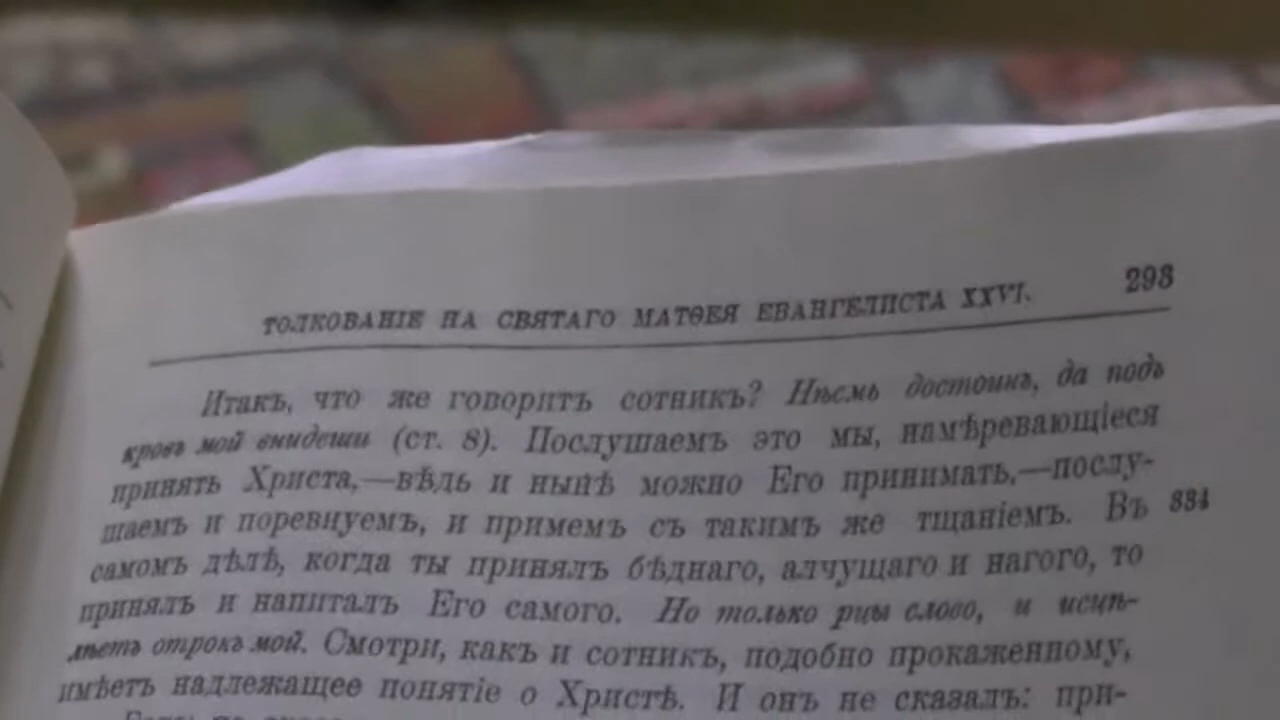 ТОЛКОВАНІЕ НА СВЯТАГО МАТѲЕЯ ЕВАНГЕЛИСТА XXVI. 293
Итакъ, что же говоритъ сотникъ? Нѣсмь достоинъ, да подъ
кровъ мой внидеши (ст. 8). Послушаемъ это мы, намѣревающіеся
принять Христа,—вѣдь и нынѣ можно Его принимать,—послу-
шаемъ и поревнуемъ, и примемъ съ такимъ же тщаніемъ. Въ 334
самомъ дѣлѣ, когда ты принялъ бѣднаго, алчущаго и нагого, то
принялъ и напиталъ Его самого. Но только рцы слово, и исцѣ-
лѣетъ отрокъ мой. Смотри, какъ и сотникъ, подобно прокаженному,
имѣетъ надлежащее понятіе о Христѣ. И онъ не сказалъ: при-